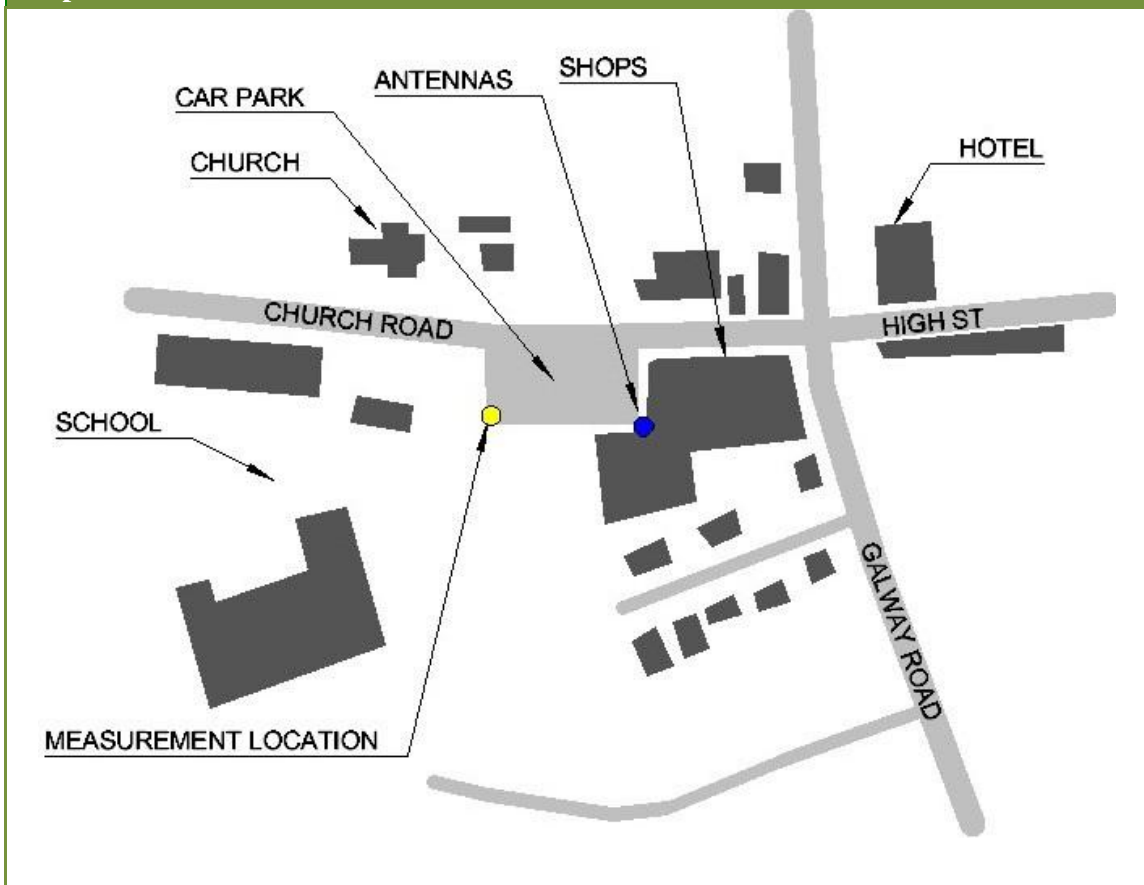 SHOPS
ANTENNAS
CAR PARK
CHURCH
HOTEL
CHURCH ROAD
HIGH ST
SCHOOL
GALWAY ROAD
MEASUREMENT LOCATION